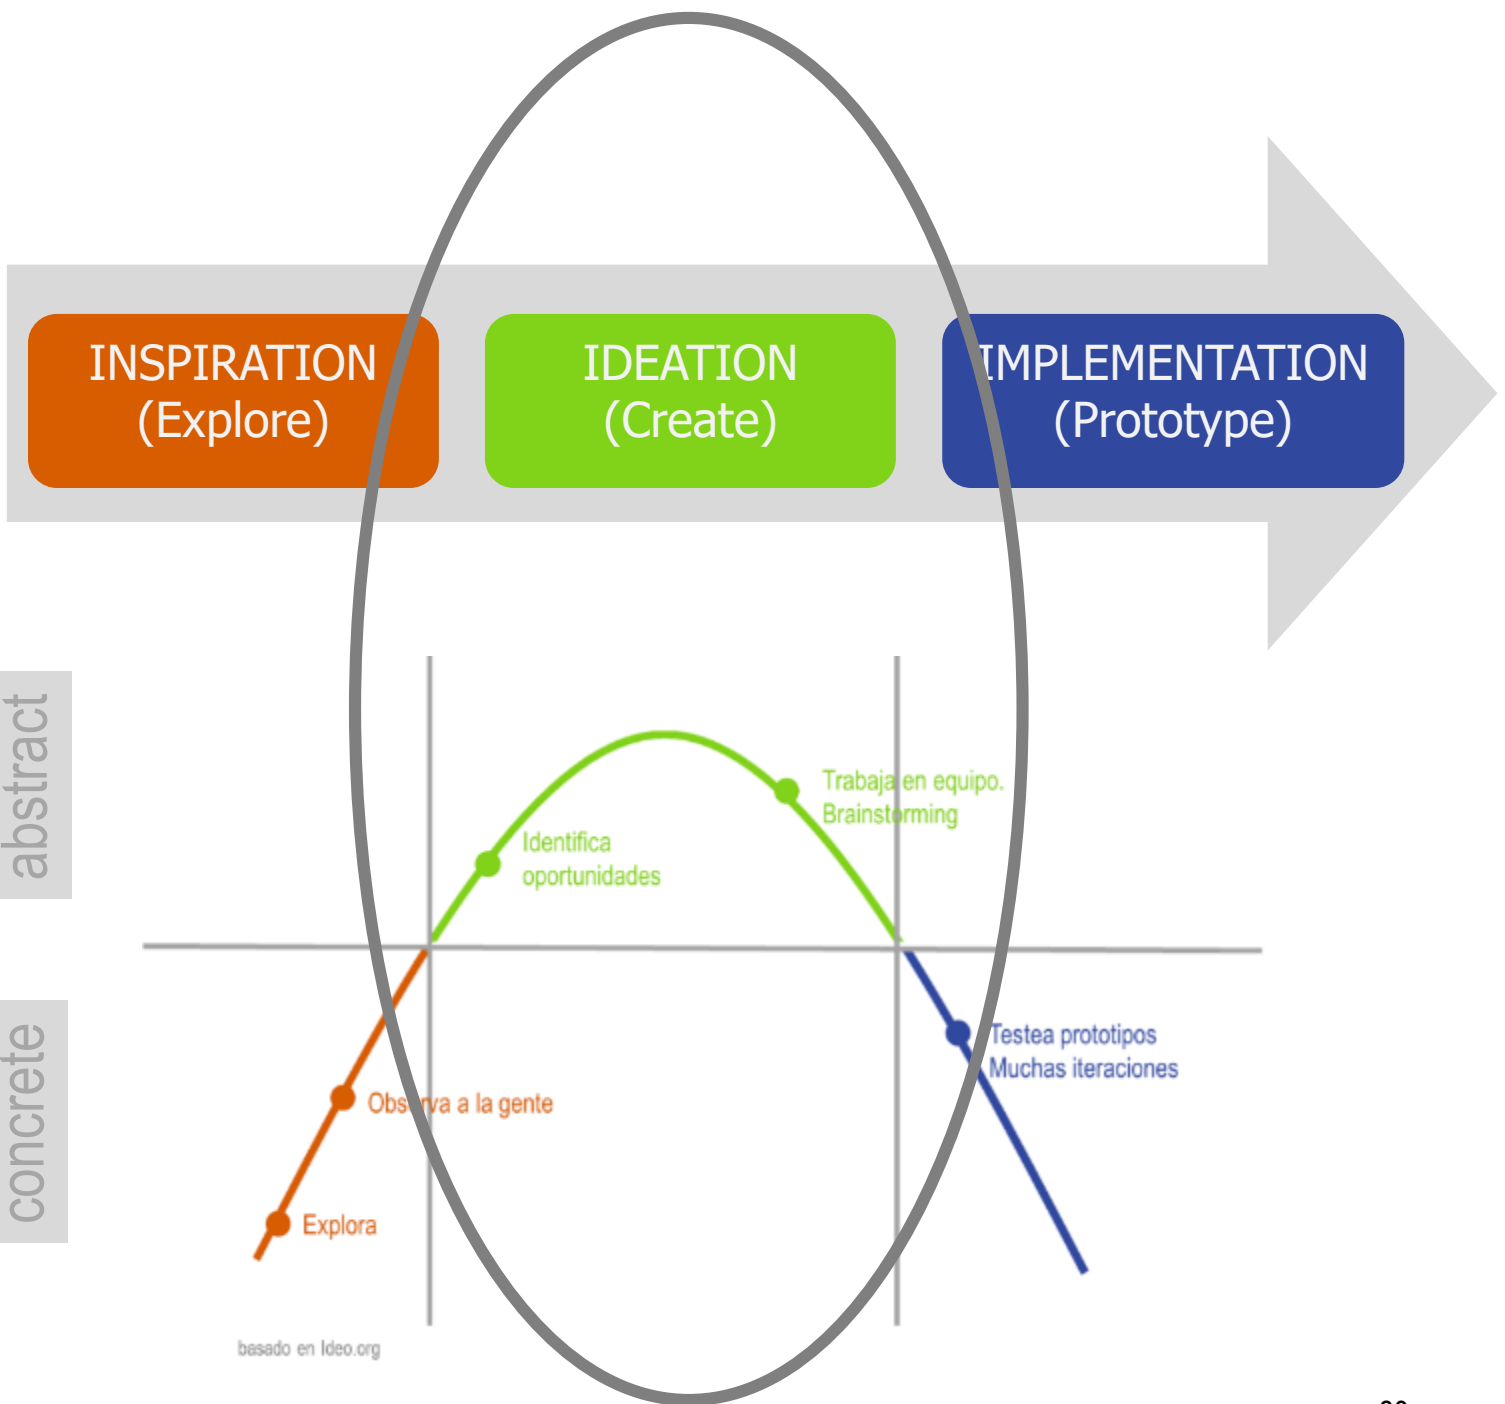 INSPIRATION
(Explore)
IDEATION
(Create)
IMPLEMENTATION
(Prototype)
abstract
Trabaja en equipo.
Brainstorming
Identifica
oportunidades
concrete
Testea prototipos
Muchas iteraciones
Observa a la gente
Explora
basado en Ideo.org